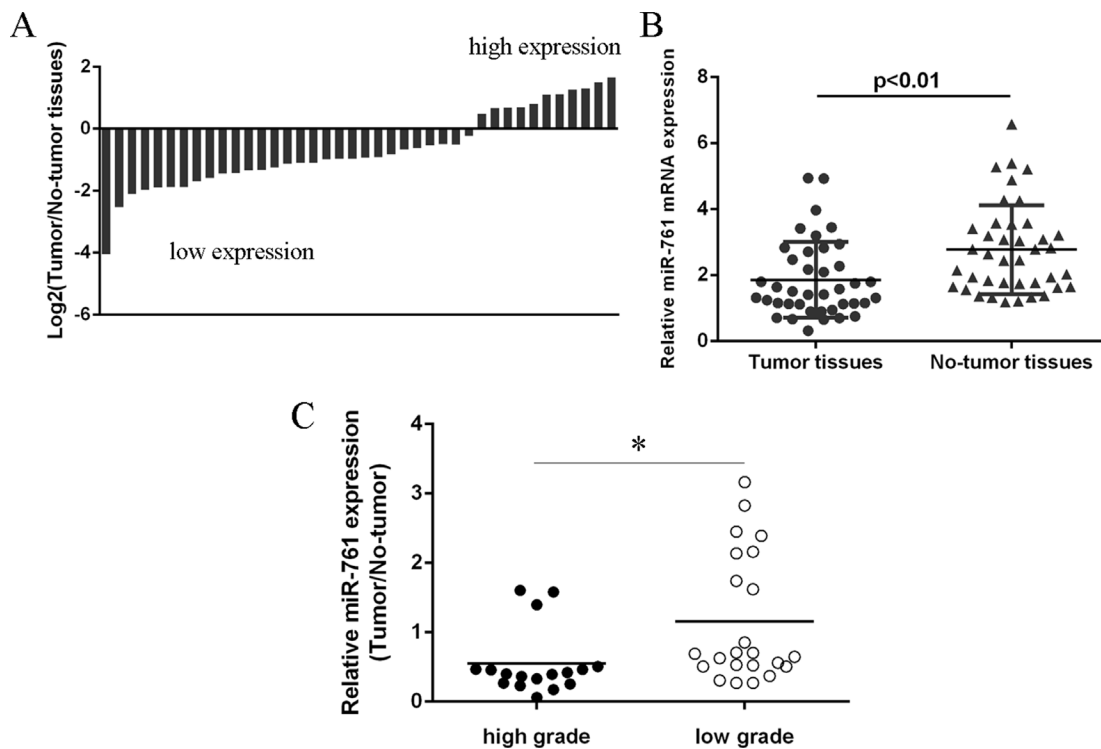 A
Log2(Tumor/No-tumor tissues)
2
0
-2
-4
-6
high expression
low expression
B
Relative miR-761 mRNA expression
8
6
4
2
0
p<0.01
Tumor tissues
No-tumor tissues
C
Relative miR-761 expression
(Tumor/No-tumor)
4
3
2
1
0
*
high grade
low grade